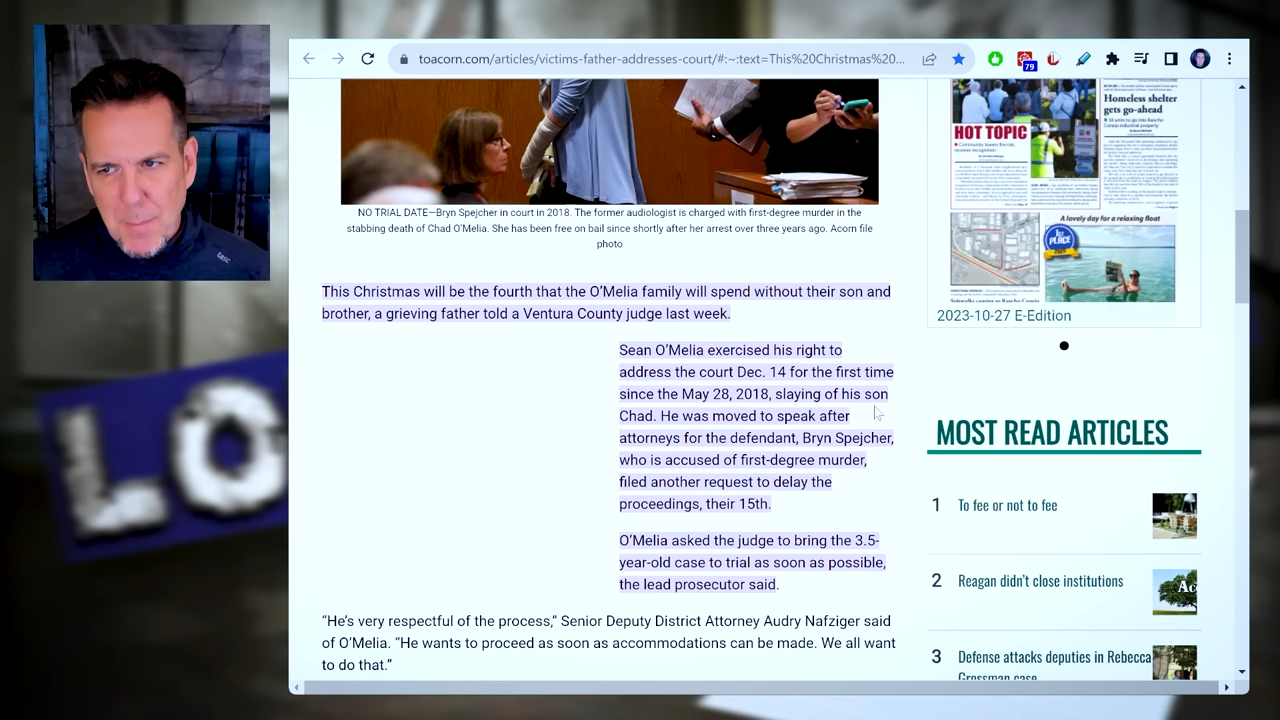 toacorn.com/articles/victims-father-addresses-court/#:~:text=This%20Christmas%20...
79
Homeless shelter
gets go-ahead
HOT TOPIC
in court in 2018. The former audiologist is charged with first-degree murder in the
O'Melia. She has been free on bail since shortly after her arrest over three years ago. Acorn file
photo
A lovely day for a relaxing float
1ST
PLACE
2023-10-27 E-Edition
This Christmas will be the fourth that the O’Melia family will spend without their son and
brother, a grieving father told a Ventura County judge last week.
Sean O’Melia exercised his right to
address the court Dec. 14 for the first time
since the May 28, 2018, slaying of his son
Chad. He was moved to speak after
attorneys for the defendant, Bryn Spejcher,
who is accused of first-degree murder,
filed another request to delay the
proceedings, their 15th.
O’Melia asked the judge to bring the 3.5-
year-old case to trial as soon as possible,
the lead prosecutor said.
“He’s very respectful of the process,” Senior Deputy District Attorney Audry Nafziger said
of O’Melia. “He wants to proceed as soon as accommodations can be made. We all want
to do that.”
MOST READ ARTICLES
1 To fee or not to fee
2 Reagan didn’t close institutions
Ac
3 Defense attacks deputies in Rebecca
Grossman case
LO